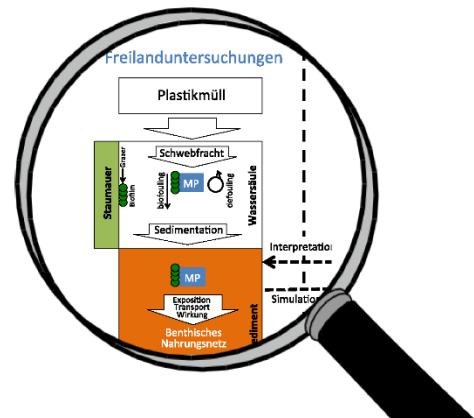 Freilanduntersuchungen
Plastikmüll
Schwebfracht
Staumauer
Grazer
Biofilm
biofouling
MP
defouling
Wassersäule
Sedimentation
Interpretation
MP
Simulation
Exposition
Transport
Wirkung
Benthisches
Nahrungsnetz
ediment